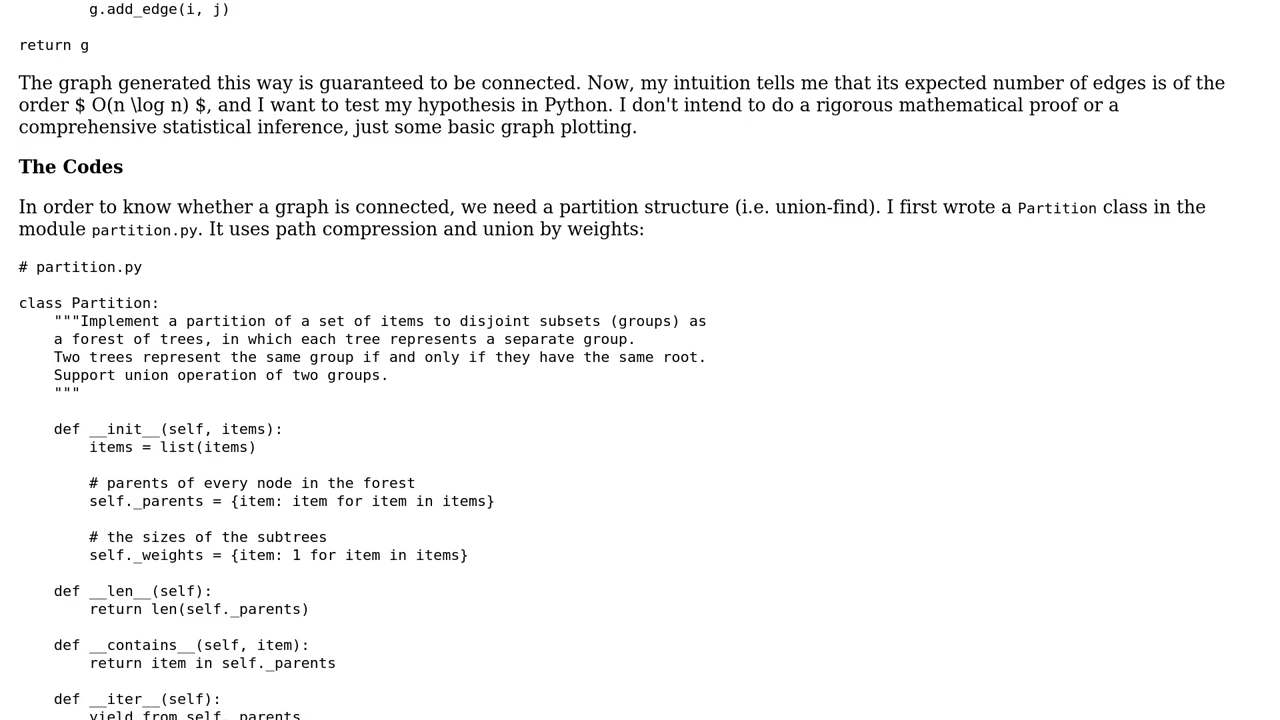 g.add_edge(i, j)
return g
The graph generated this way is guaranteed to be connected. Now, my intuition tells me that its expected number of edges is of the
order $ O(n \log n) $, and I want to test my hypothesis in Python. I don't intend to do a rigorous mathematical proof or a
comprehensive statistical inference, just some basic graph plotting.
The Codes
In order to know whether a graph is connected, we need a partition structure (i.e. union-find). I first wrote a Partition class in the
module partition.py. It uses path compression and union by weights:
# partition.py
class Partition:
    """Implement a partition of a set of items to disjoint subsets (groups) as
    a forest of trees, in which each tree represents a separate group.
    Two trees represent the same group if and only if they have the same root.
    Support union operation of two groups.
    """
    def __init__(self, items):
        items = list(items)
        # parents of every node in the forest
        self._parents = {item: item for item in items}
        # the sizes of the subtrees
        self._weights = {item: 1 for item in items}
    def __len__(self):
        return len(self._parents)
    def __contains__(self, item):
        return item in self._parents
    def __iter__(self):
        yield from self._parents